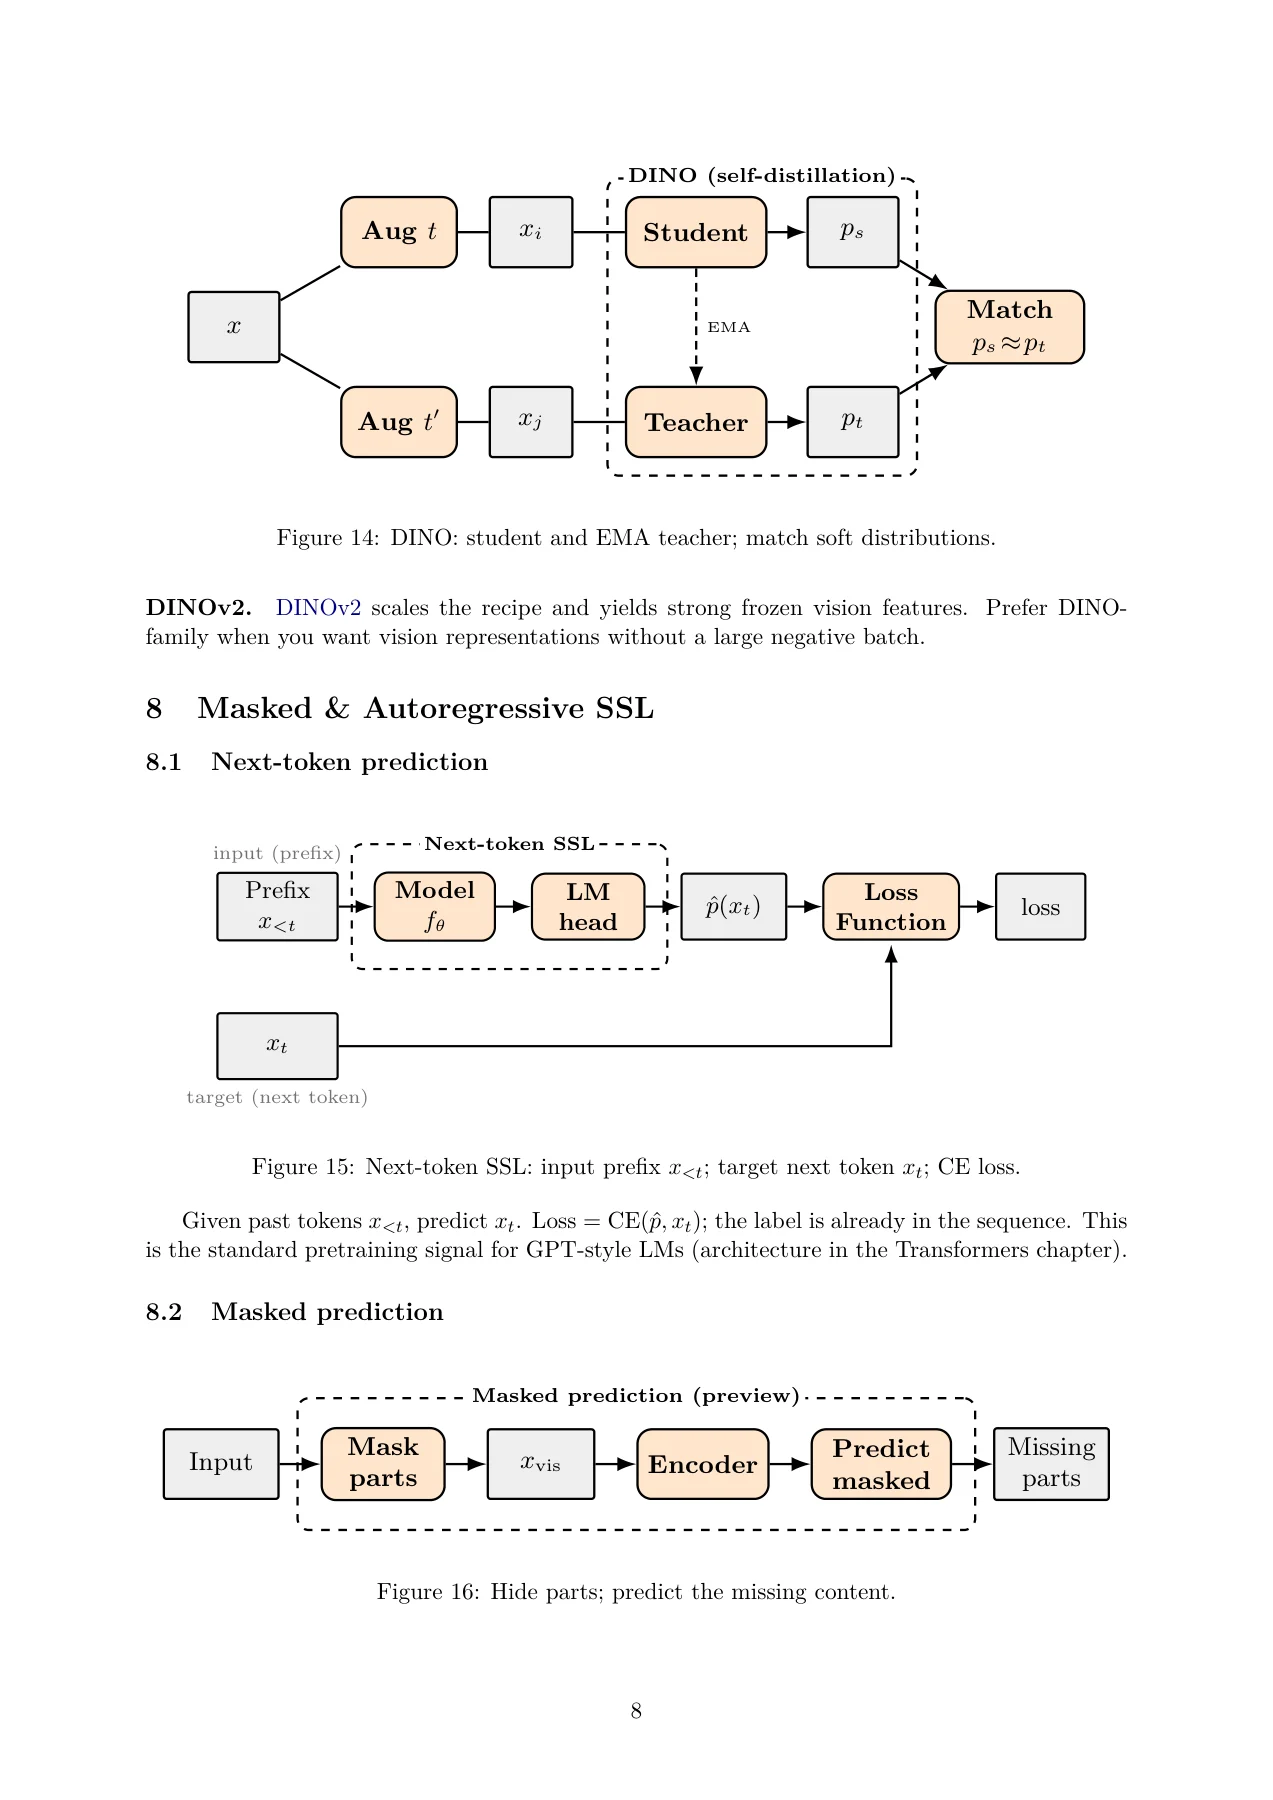 DINO (self-distillation)
Aug t
x_i
Student
p_s
x
EMA
Match
p_s ≈ p_t
Aug t′
x_j
Teacher
p_t
Figure 14: DINO: student and EMA teacher; match soft distributions.
DINOv2. DINOv2 scales the recipe and yields strong frozen vision features. Prefer DINO-
family when you want vision representations without a large negative batch.
8 Masked & Autoregressive SSL
8.1 Next-token prediction
Next-token SSL
input (prefix)
Prefix
x_{<t}
Model
f_θ
LM
head
p̂(x_t)
Loss
Function
loss
x_t
target (next token)
Figure 15: Next-token SSL: input prefix x_{<t}; target next token x_t; CE loss.
Given past tokens x_{<t}, predict x_t. Loss = CE(p̂, x_t); the label is already in the sequence. This
is the standard pretraining signal for GPT-style LMs (architecture in the Transformers chapter).
8.2 Masked prediction
Masked prediction (preview)
Input
Mask
parts
x_vis
Encoder
Predict
masked
Missing
parts
Figure 16: Hide parts; predict the missing content.
8